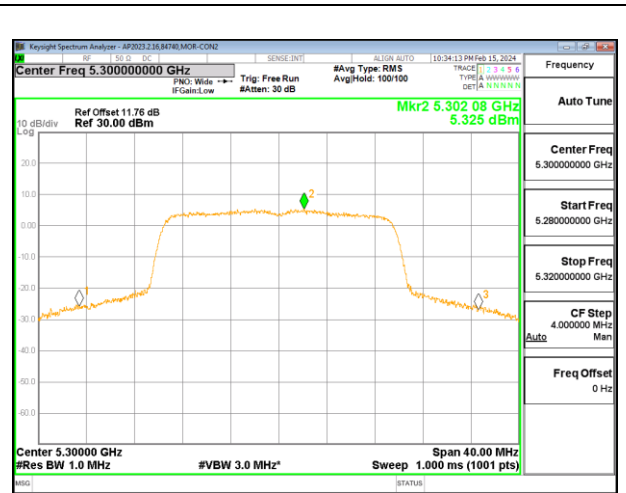 Keysight Spectrum Analyzer - AP2023.2.16,84740,MOR-CON2
RF 50 Ω DC SENSE:INT ALIGN AUTO 10:34:13 PM Feb 15, 2024
Center Freq 5.300000000 GHz
PNO: Wide
IFGain:Low
Trig: Free Run
#Atten: 30 dB
#Avg Type: RMS
Avg|Hold: 100/100
TRACE 1 2 3 4 5 6
TYPE A WWWWW
DET A N N N N N
Frequency
Ref Offset 11.76 dB
Ref 30.00 dBm
Mkr2 5.302 08 GHz
5.325 dBm
10 dB/div
Log
20.0
10.0
0.00
-10.0
-20.0
-30.0
-40.0
-50.0
-60.0
1
2
3
Center 5.30000 GHz
#Res BW 1.0 MHz
#VBW 3.0 MHz*
Span 40.00 MHz
Sweep 1.000 ms (1001 pts)
MSG
STATUS
Auto Tune
Center Freq
5.300000000 GHz
Start Freq
5.280000000 GHz
Stop Freq
5.320000000 GHz
CF Step
4.000000 MHz
Auto Man
Freq Offset
0 Hz